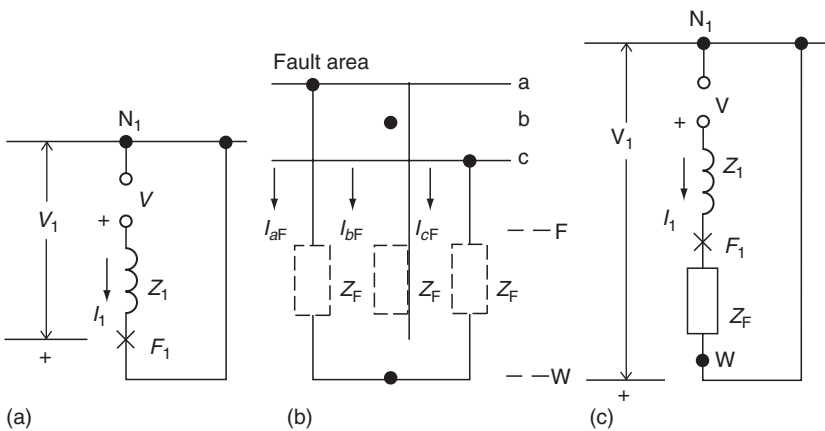 N1
V
+
V1
Z1
I1
F1
+
(a)
Fault area
a
b
c
IaF
IbF
IcF
F
ZF
ZF
ZF
W
(b)
N1
V
+
V1
Z1
I1
F1
ZF
W
+
(c)